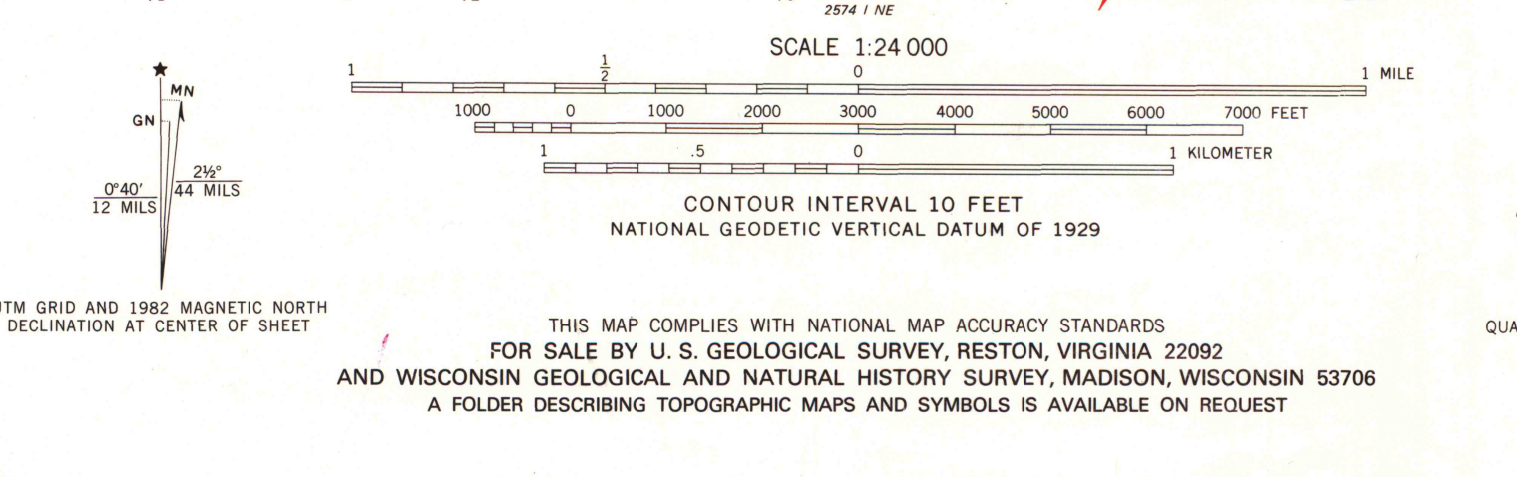 2574 I NE
SCALE 1:24 000
1 1/2 0 1 MILE
1000 0 1000 2000 3000 4000 5000 6000 7000 FEET
1 .5 0 1 KILOMETER
CONTOUR INTERVAL 10 FEET
NATIONAL GEODETIC VERTICAL DATUM OF 1929
★
MN
GN
0°40′
12 MILS
2½°
44 MILS
UTM GRID AND 1982 MAGNETIC NORTH
DECLINATION AT CENTER OF SHEET
THIS MAP COMPLIES WITH NATIONAL MAP ACCURACY STANDARDS
FOR SALE BY U. S. GEOLOGICAL SURVEY, RESTON, VIRGINIA 22092
AND WISCONSIN GEOLOGICAL AND NATURAL HISTORY SURVEY, MADISON, WISCONSIN 53706
A FOLDER DESCRIBING TOPOGRAPHIC MAPS AND SYMBOLS IS AVAILABLE ON REQUEST
QUA